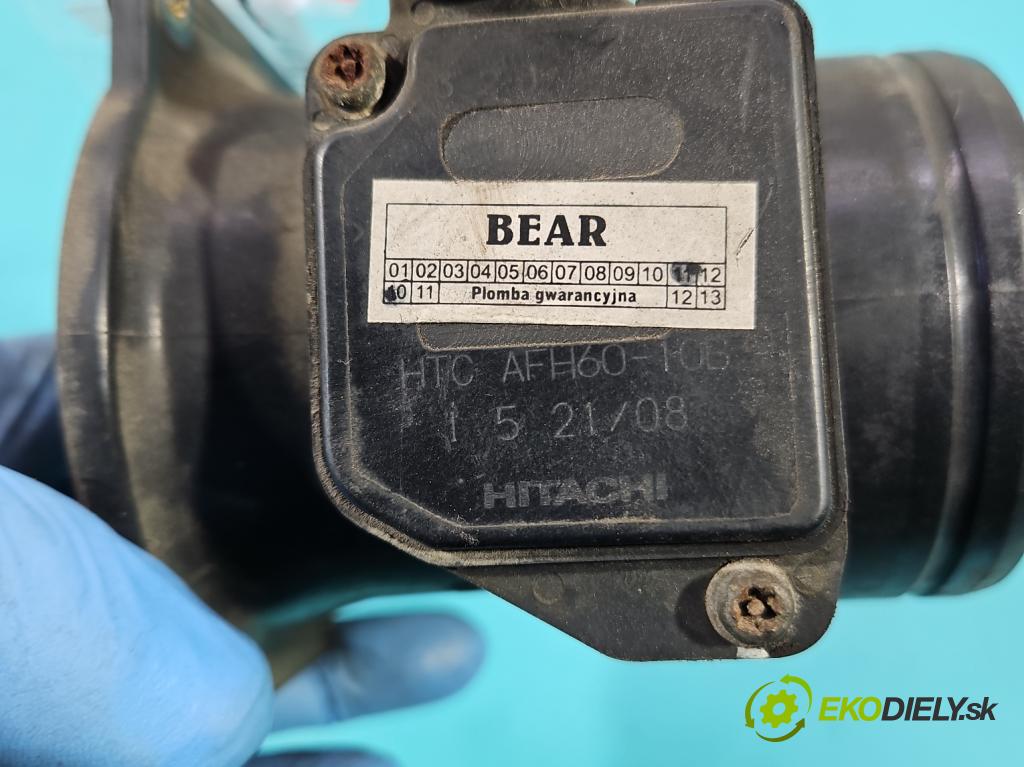 BEAR
01 02 03 04 05 06 07 08 09 10 11 12
10 11 Plomba gwarancyjna 12 13
HTC AFH60-10B
1 5 21/08
HITACHI
EKODIELY.sk